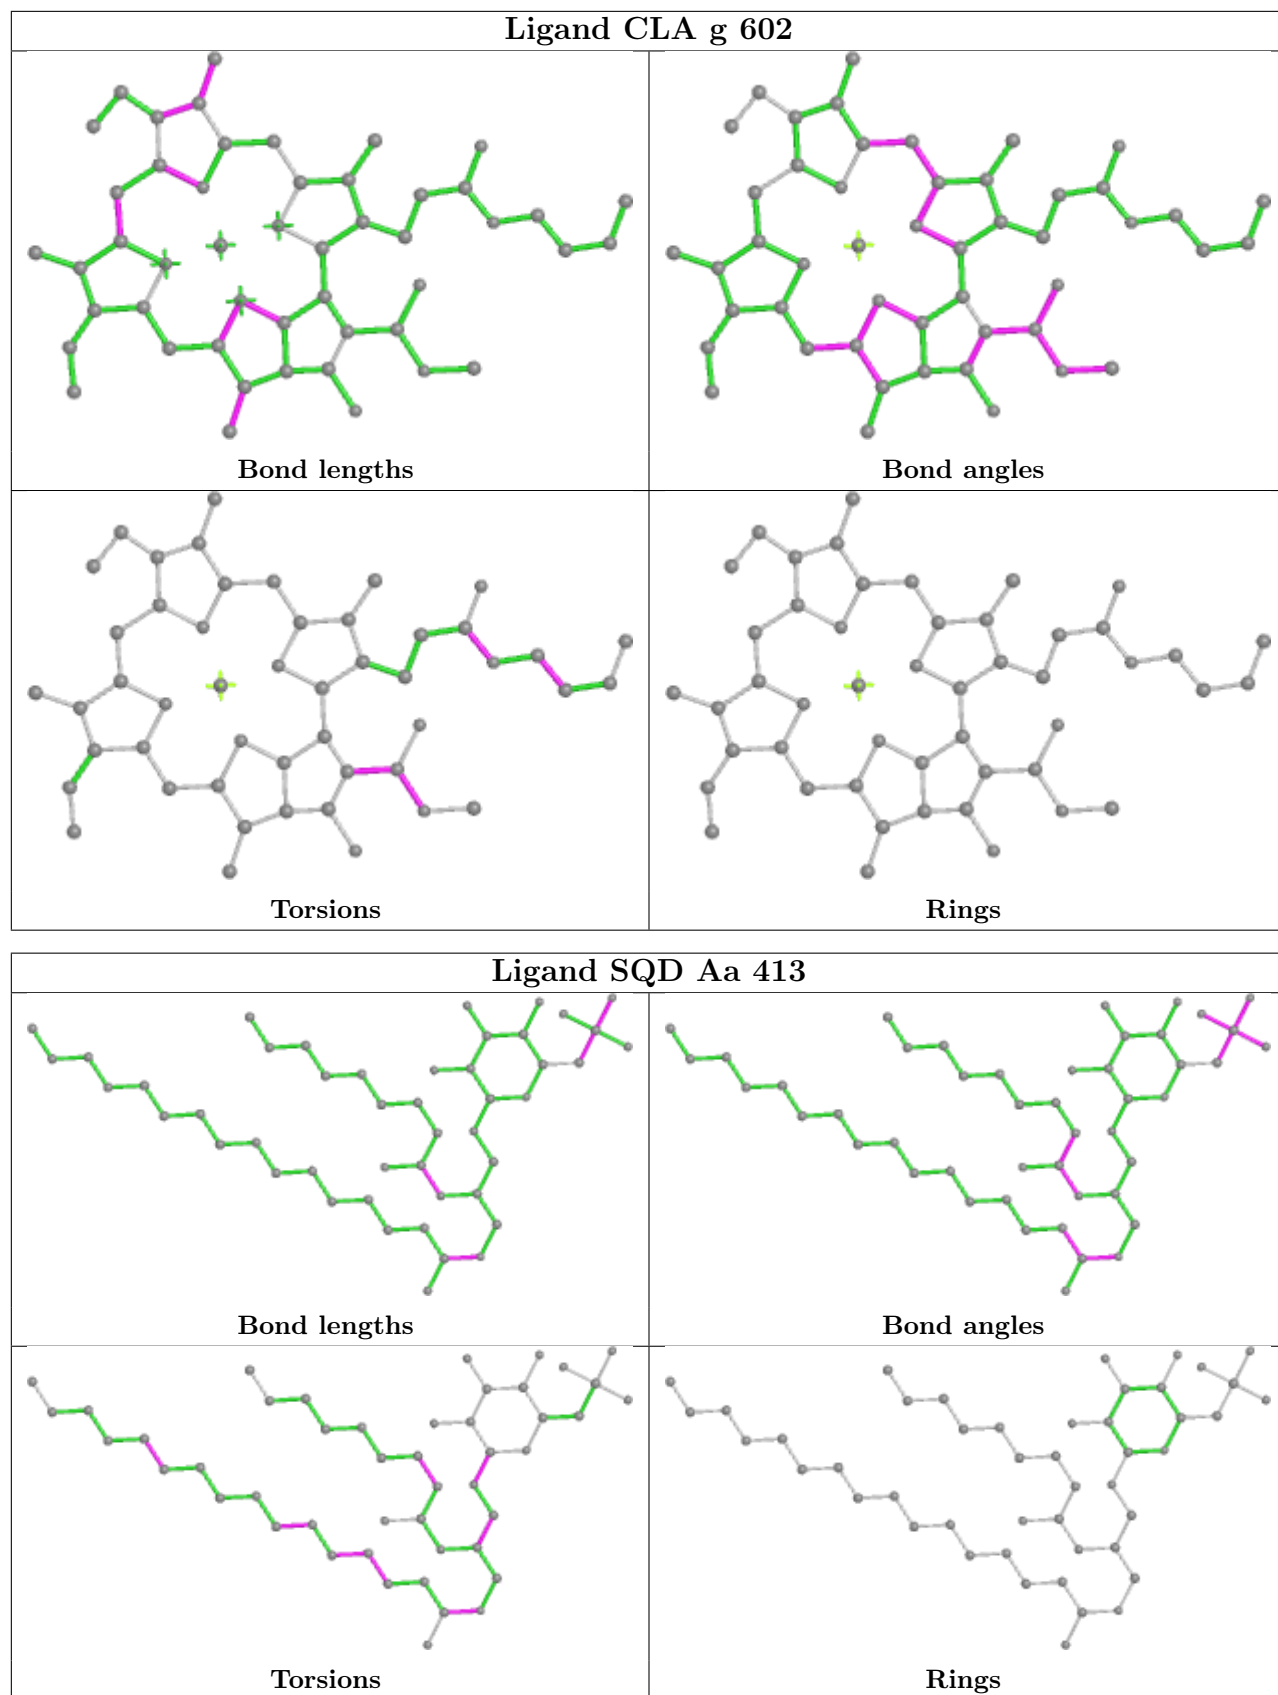 Ligand CLA g 602
Bond lengths
Bond angles
Torsions
Rings
Ligand SQD Aa 413
Bond lengths
Bond angles
Torsions
Rings